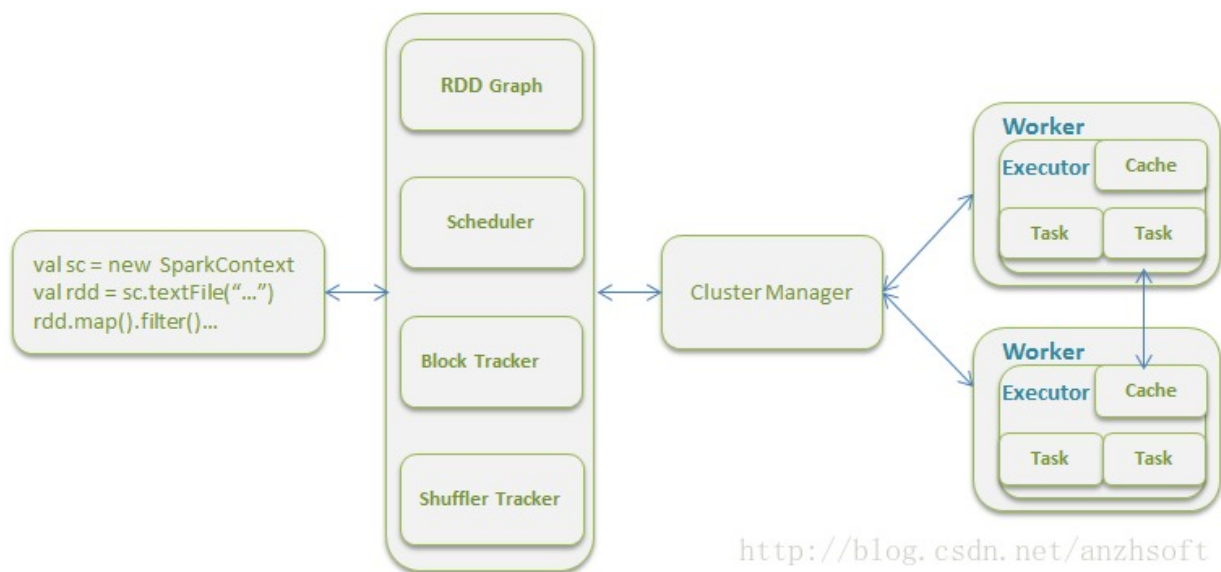 val sc = new SparkContext
val rdd = sc.textFile(“...”)
rdd.map().filter()...
RDD Graph
Scheduler
Block Tracker
Shuffler Tracker
Cluster Manager
Worker
Executor
Cache
Task
Task
Worker
Executor
Cache
Task
Task
http://blog.csdn.net/anzhsoft